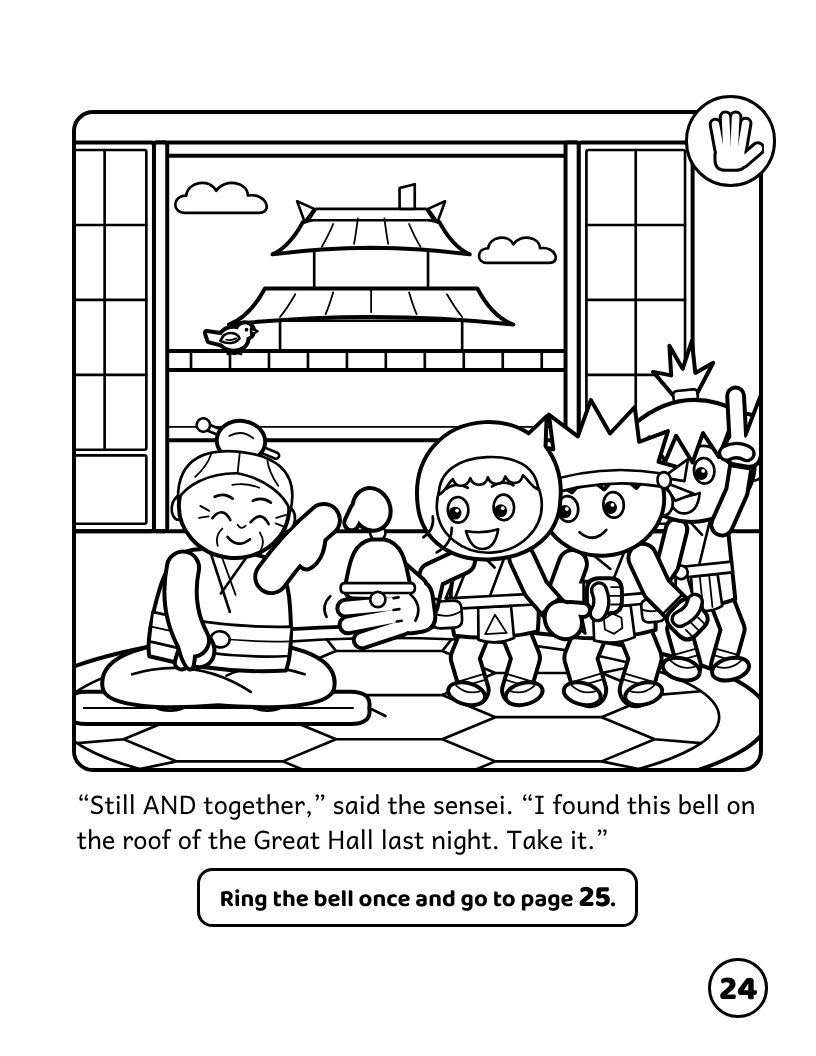 “Still AND together,” said the sensei. “I found this bell on
the roof of the Great Hall last night. Take it.”
Ring the bell once and go to page 25.
24